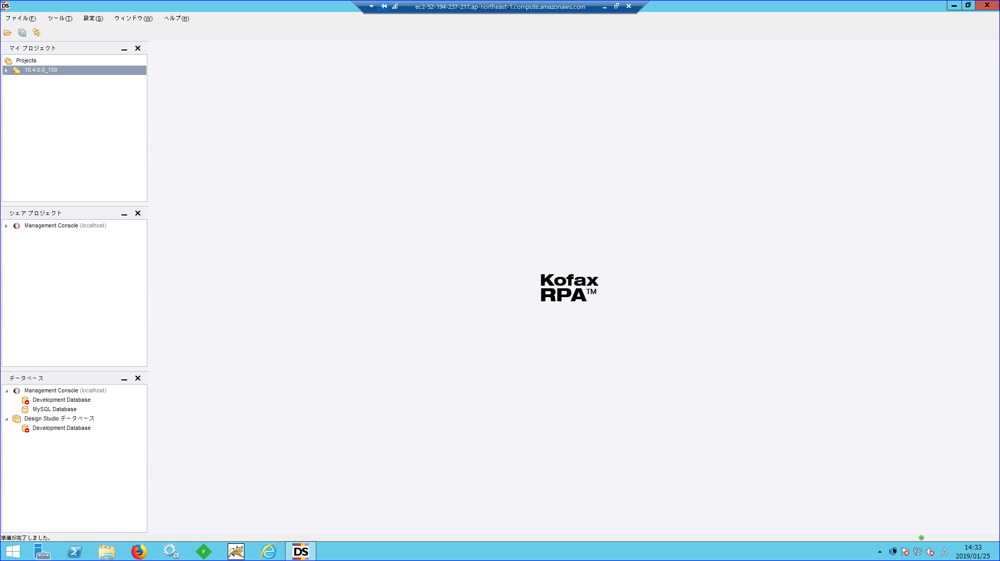 DS
ec2-52-194-237-217.ap-northeast-1.compute.amazonaws.com
ファイル(F) ツール(T) 設定(S) ウィンドウ(W) ヘルプ(H)
マイ プロジェクト
Projects
10.4.0.0_150
シェア プロジェクト
Management Console (localhost)
Kofax
RPA™
データベース
Management Console (localhost)
Development Database
MySQL Database
Design Studio データベース
Development Database
準備が完了しました。
F
DS
A
14:33
2019/01/25